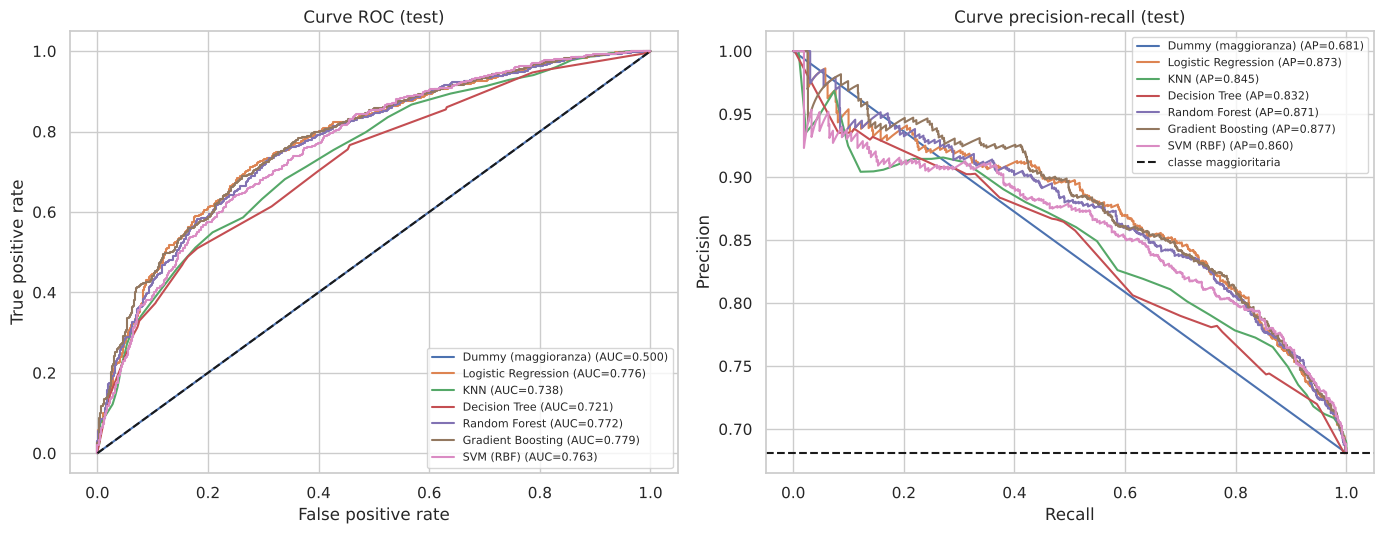 Curve ROC (test)
1.0
0.8
0.6
0.4
0.2
0.0
True positive rate
0.0
0.2
0.4
0.6
0.8
1.0
False positive rate
Dummy (maggioranza) (AUC=0.500)
Logistic Regression (AUC=0.776)
KNN (AUC=0.738)
Decision Tree (AUC=0.721)
Random Forest (AUC=0.772)
Gradient Boosting (AUC=0.779)
SVM (RBF) (AUC=0.763)
Curve precision-recall (test)
1.00
0.95
0.90
0.85
0.80
0.75
0.70
Precision
0.0
0.2
0.4
0.6
0.8
1.0
Recall
Dummy (maggioranza) (AP=0.681)
Logistic Regression (AP=0.873)
KNN (AP=0.845)
Decision Tree (AP=0.832)
Random Forest (AP=0.871)
Gradient Boosting (AP=0.877)
SVM (RBF) (AP=0.860)
classe maggioritaria